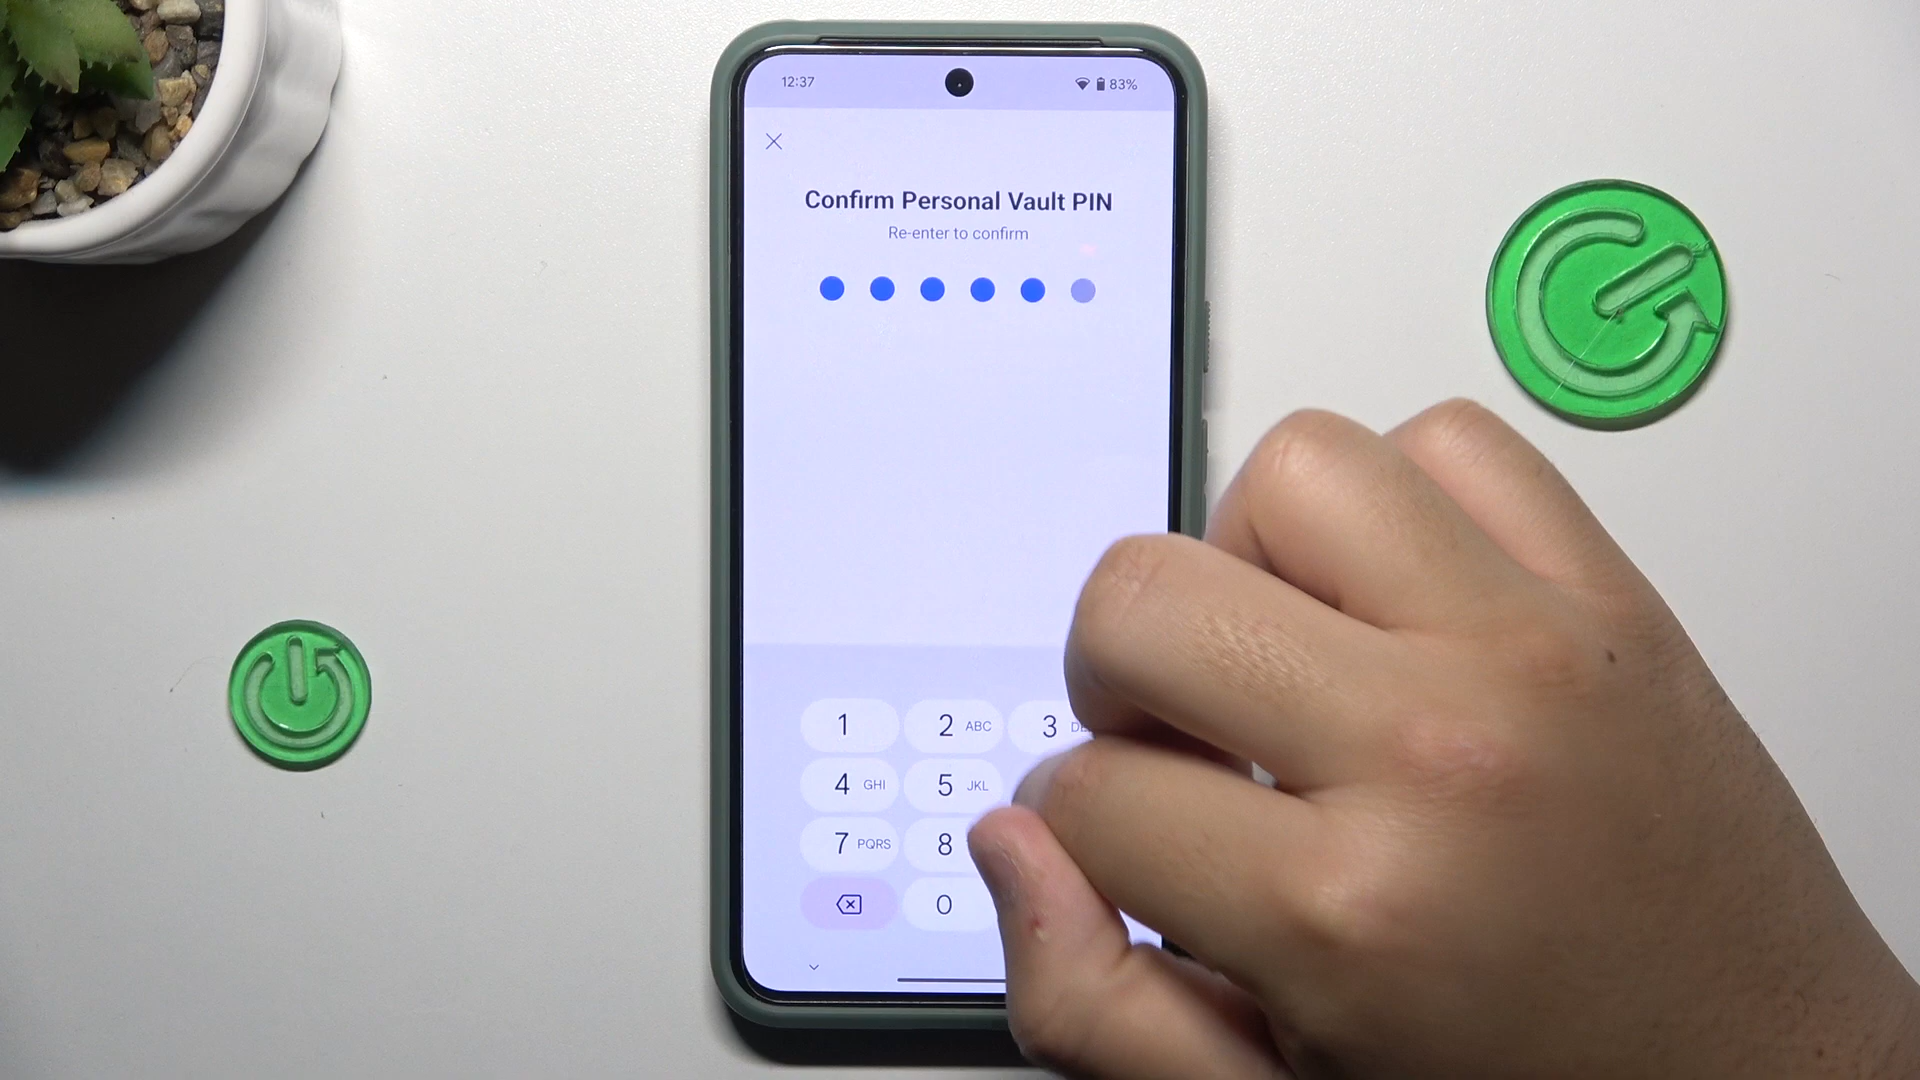 12:37 83%
Confirm Personal Vault PIN
Re-enter to confirm
1 2 ABC 3
4 GHI 5 JKL
7 PQRS 8
0